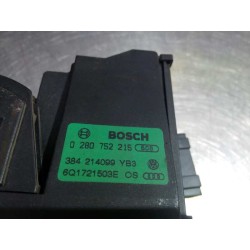 BOSCH
0 280 752 215
384 214099 YB3
6Q1721503E OS